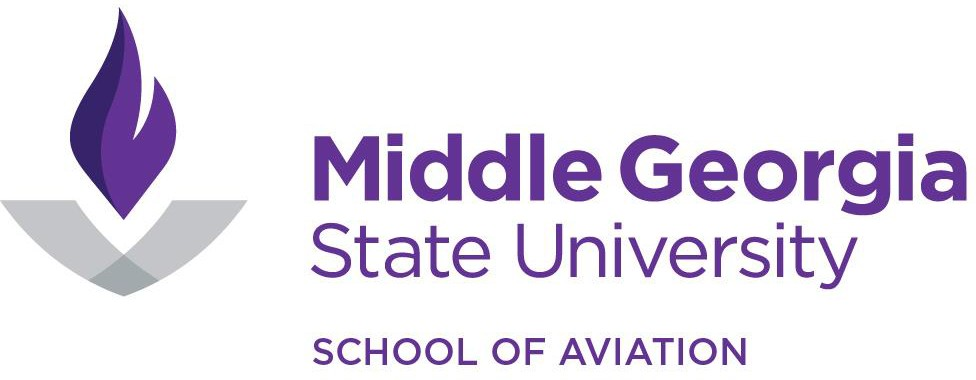 Middle Georgia
State University
SCHOOL OF AVIATION